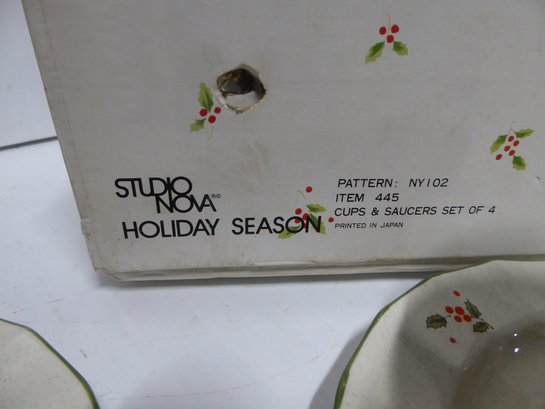 STUDIO
NOVA
HOLIDAY SEASON
PATTERN: NY102
ITEM 445
CUPS & SAUCERS SET OF 4
PRINTED IN JAPAN